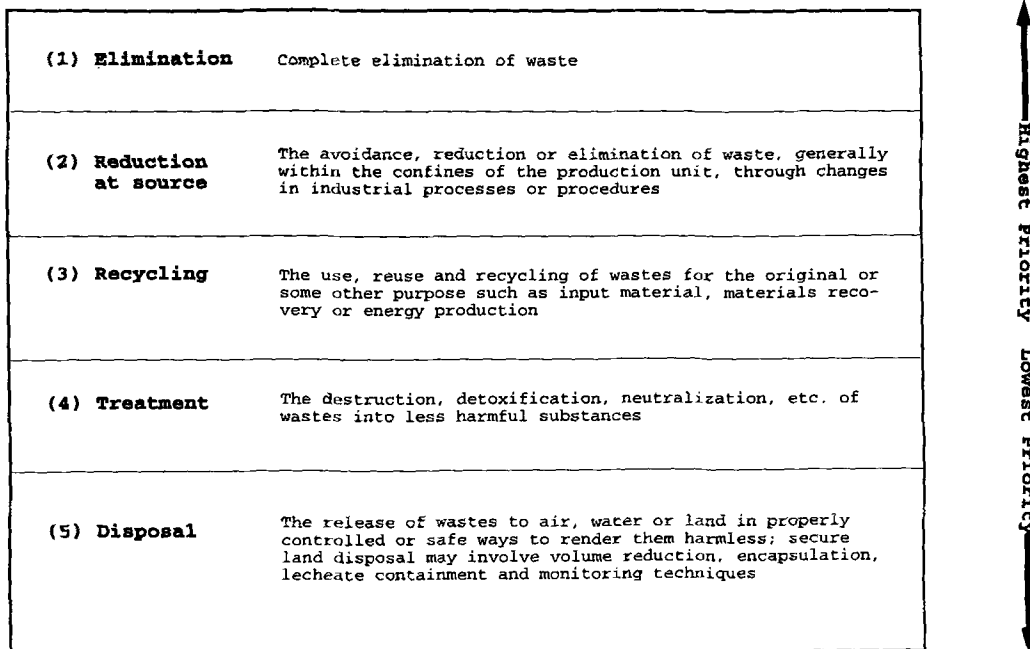 (1) Elimination Complete elimination of waste
(2) Reduction
at source
The avoidance, reduction or elimination of waste, generally
within the confines of the production unit, through changes
in industrial processes or procedures
(3) Recycling
The use, reuse and recycling of wastes for the original or
some other purpose such as input material, materials reco-
very or energy production
(4) Treatment
The destruction, detoxification, neutralization, etc. of
wastes into less harmful substances
(5) Disposal
The release of wastes to air, water or land in properly
controlled or safe ways to render them harmless; secure
land disposal may involve volume reduction, encapsulation,
lecheate containment and monitoring techniques
Highest Priority Lowest Priority